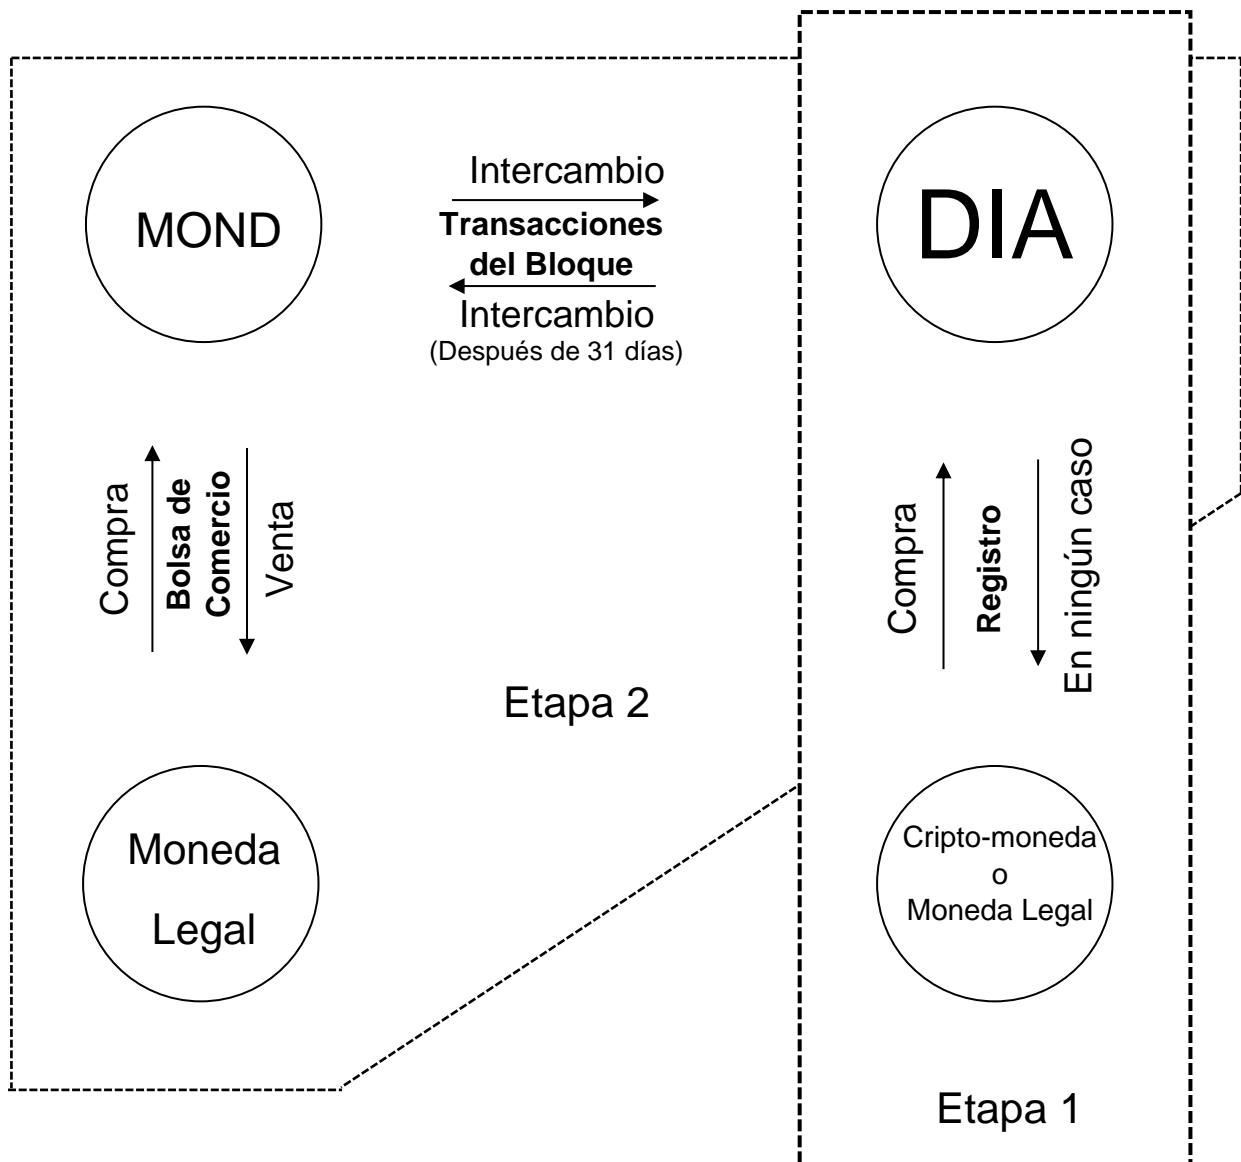 MOND
Intercambio
Transacciones
del Bloque
Intercambio
(Después de 31 días)
DIA
Compra
Bolsa de
Comercio
Venta
Compra
Registro
En ningún caso
Etapa 2
Moneda
Legal
Cripto-moneda
o
Moneda Legal
Etapa 1